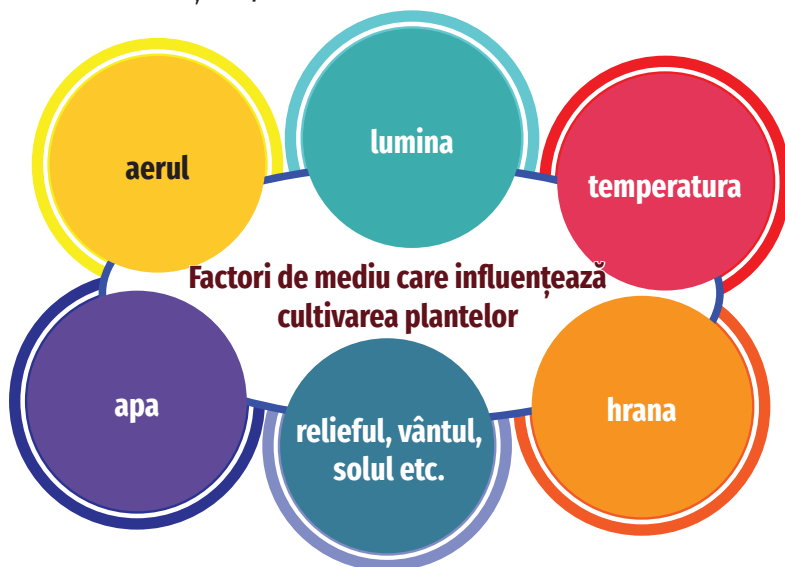 aerul
lumina
temperatura
Factori de mediu care influențează
cultivarea plantelor
apa
relieful, vântul,
solul etc.
hrana